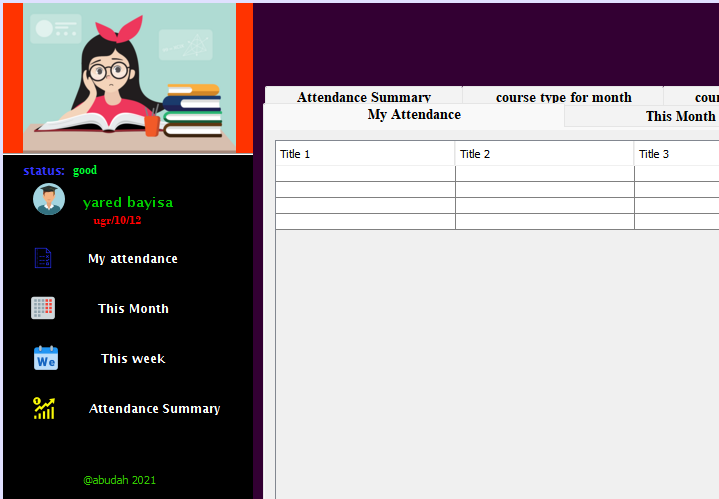 status: good
yared bayisa
ugr/10/12
My attendance
This Month
We
This week
Attendance Summary
@abudah 2021
Attendance Summary course type for month cour
My Attendance This Month
Title 1 Title 2 Title 3